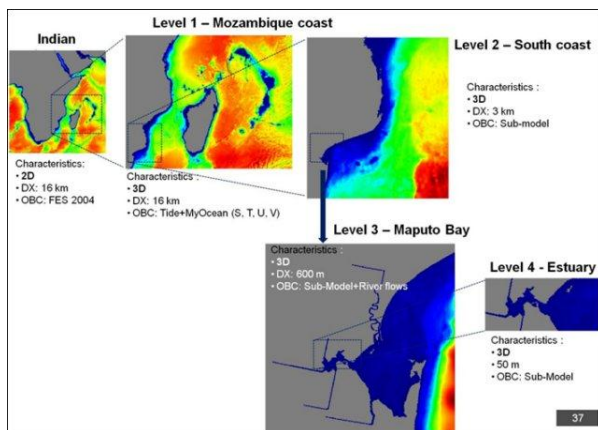 Indian
Characteristics:
• 2D
• DX: 16 km
• OBC: FES 2004
Level 1 – Mozambique coast
Characteristics :
• 3D
• DX: 16 km
• OBC: Tide+MyOcean (S, T, U, V)
Level 2 – South coast
Characteristics :
• 3D
• DX: 3 km
• OBC: Sub-model
Level 3 – Maputo Bay
Characteristics :
• 3D
• DX: 600 m
• OBC: Sub-Model+River flows
Level 4 - Estuary
Characteristics :
• 3D
• 50 m
• OBC: Sub-Model
37